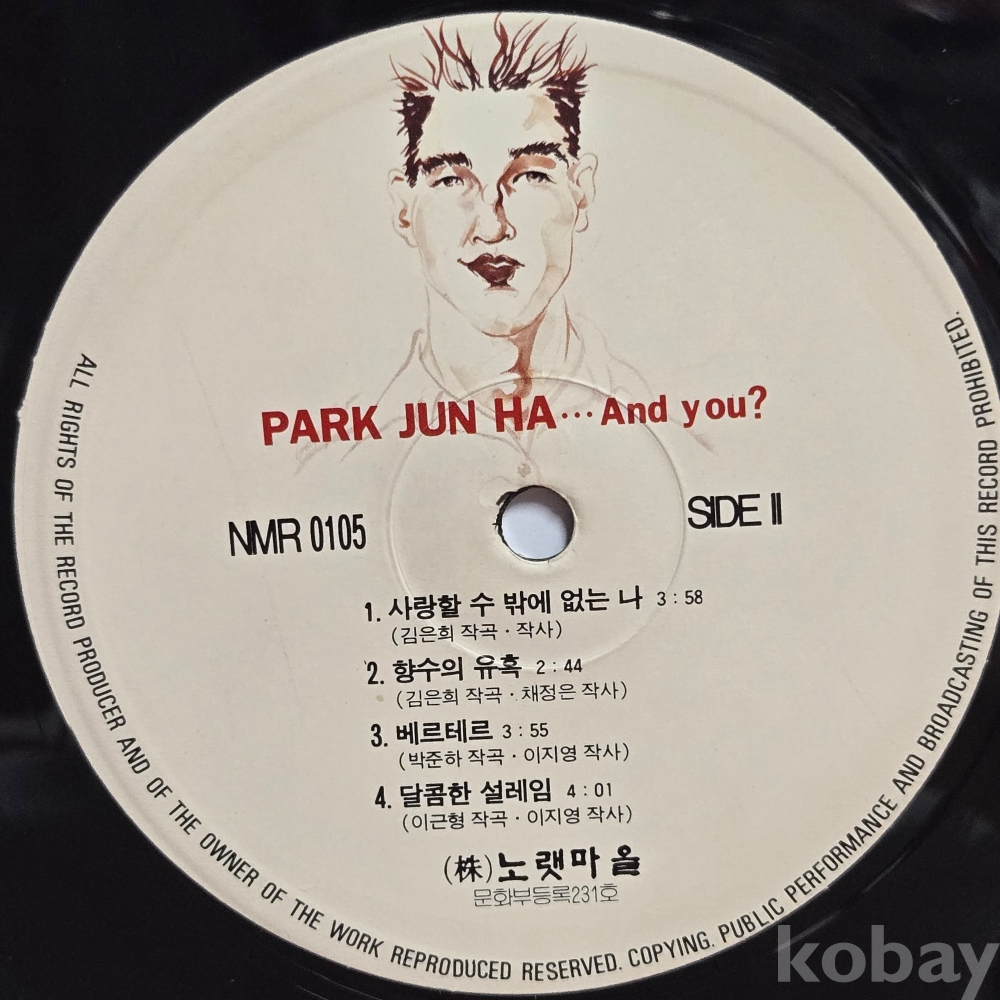 PARK JUN HA... And you?
NMR 0105
SIDE II
1. 사랑할 수 밖에 없는 나 3 : 58
(김은희 작곡 · 작사)
2. 향수의 유혹 2 : 44
(김은희 작곡 · 채정은 작사)
3. 베르테르 3 : 55
(박준하 작곡 · 이지영 작사)
4. 달콤한 설레임 4 : 01
(이근형 작곡 · 이지영 작사)
(株)노랫마을
문화부등록231호
ALL RIGHTS OF THE RECORD PRODUCER AND OF THE OWNER OF THE WORK REPRODUCED RESERVED. COPYING. PUBLIC PERFORMANCE AND BROADCASTING OF THIS RECORD PROHIBITED.
kobay